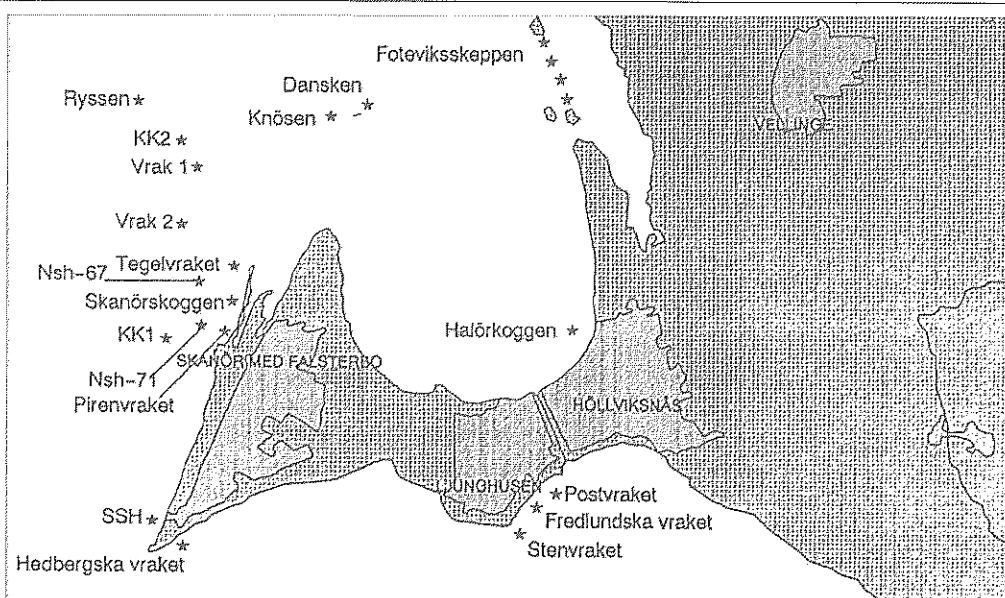 Foteviksskeppen
Dansken
Ryssen
Knösen
VELLINGE
KK2
Vrak 1
Vrak 2
Tegelvraket
Nsh-67
Skanörskoggen
KK1
Halörkoggen
SKANÖR MED FALSTERBO
Nsh-71
HÖLLVIKSNÄS
Pirenvraket
LJUNGHUSEN
Postvraket
SSH
Fredlundska vraket
Stenvraket
Hedbergska vraket